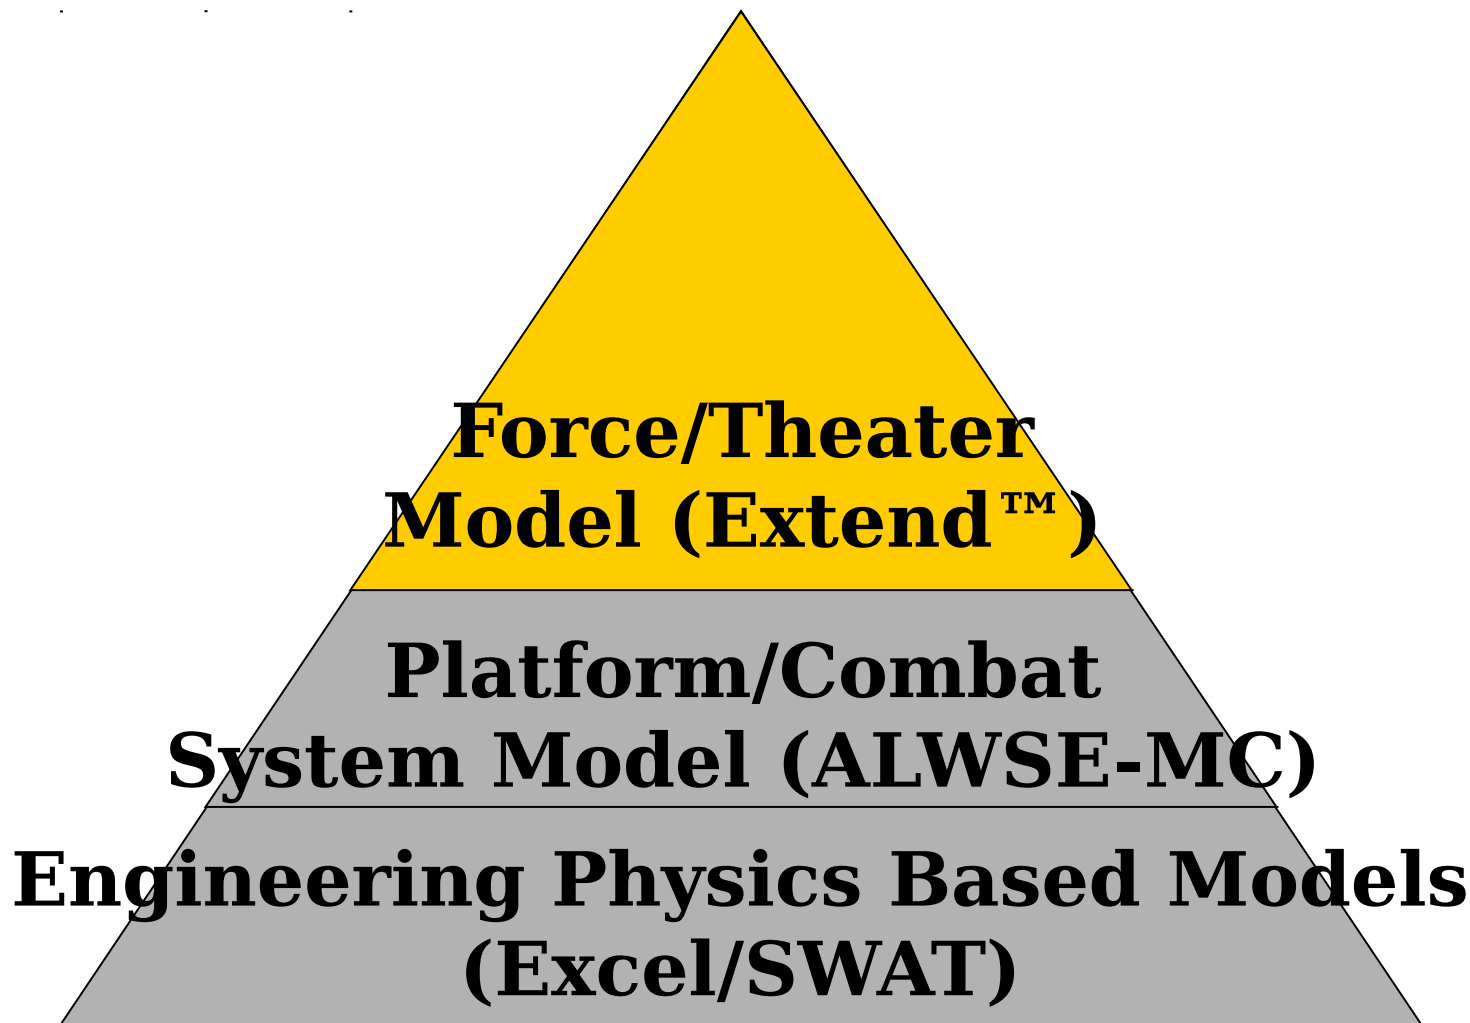 Force/Theater
Model (Extend™)
Platform/Combat
System Model (ALWSE-MC)
Engineering Physics Based Models
(Excel/SWAT)